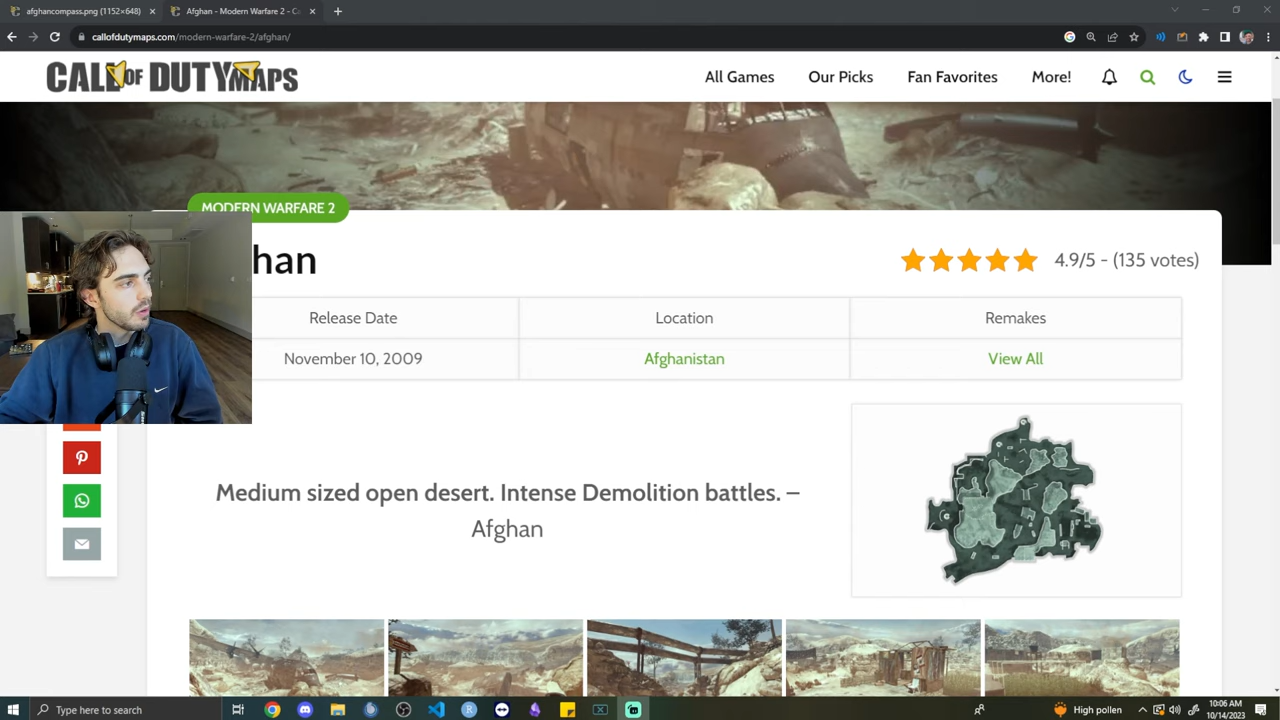 afghancompass.png (1152×648)
Afghan - Modern Warfare 2 - C
callofdutymaps.com/modern-warfare-2/afghan/
CALL OF DUTY MAPS
All Games
Our Picks
Fan Favorites
More!
MODERN WARFARE 2
han
4.9/5 - (135 votes)
Release Date
Location
Remakes
November 10, 2009
Afghanistan
View All
Medium sized open desert. Intense Demolition battles. –
Afghan
Type here to search
High pollen
10:06 AM
10/14/2023